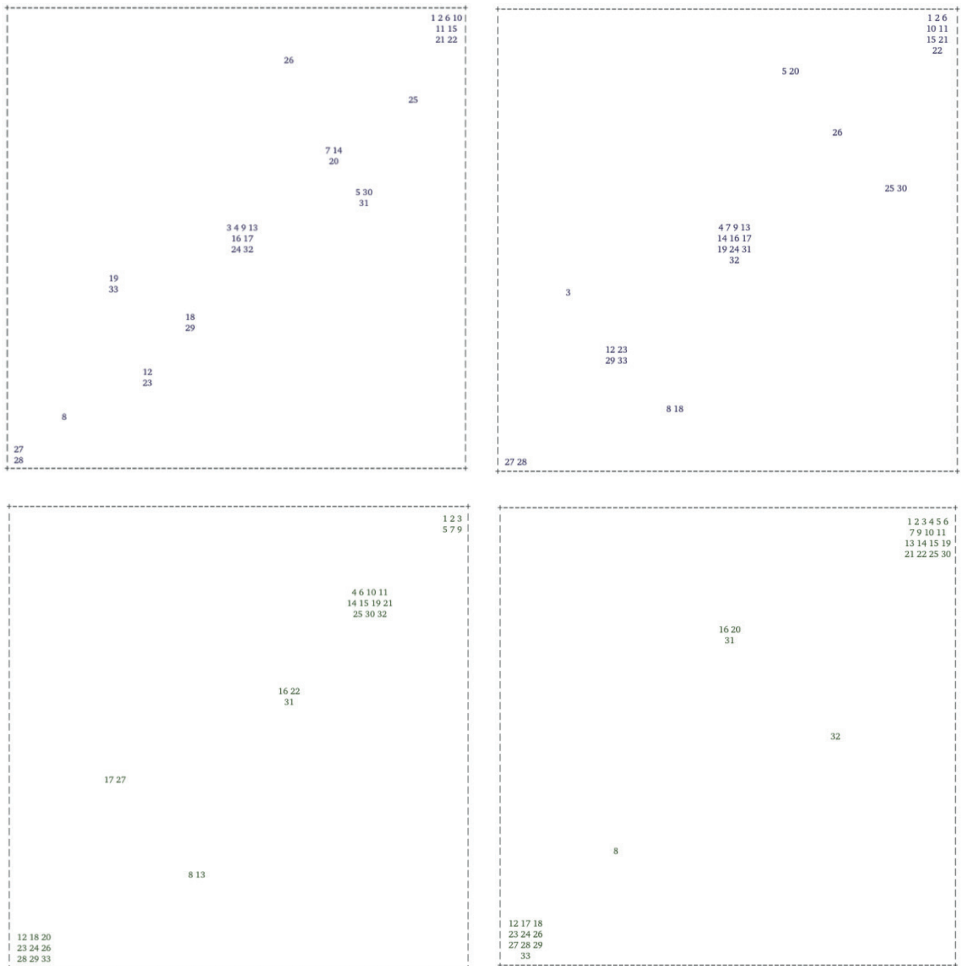 1 2 6 10
11 15
21 22
26
25
7 14
20
5 30
31
3 4 9 13
16 17
24 32
19
33
18
29
12
23
8
27
28
1 2 6
10 11
15 21
22
5 20
26
25 30
4 7 9 13
14 16 17
19 24 31
32
3
12 23
29 33
8 18
27 28
1 2 3
5 7 9
4 6 10 11
14 15 19 21
25 30 32
16 22
31
17 27
8 13
12 18 20
23 24 26
28 29 33
1 2 3 4 5 6
7 9 10 11
13 14 15 19
21 22 25 30
16 20
31
32
8
12 17 18
23 24 26
27 28 29
33